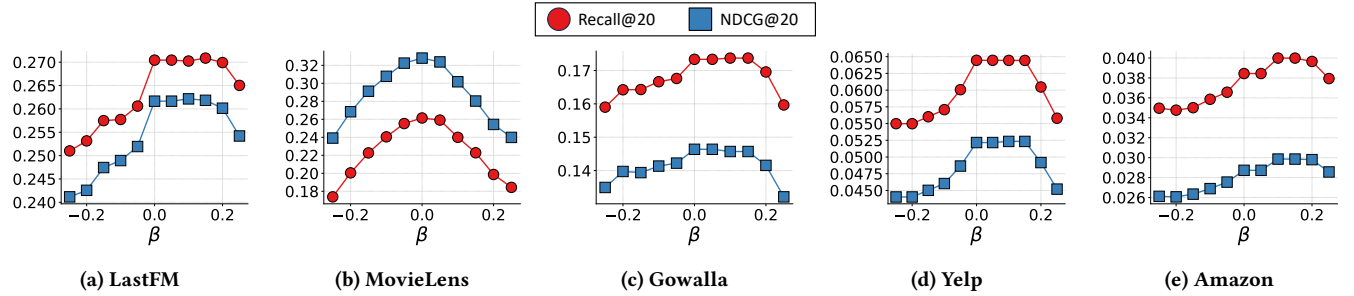 Recall@20 NDCG@20
0.270
0.265
0.260
0.255
0.250
0.245
0.240
−0.2 0.0 0.2
β
(a) LastFM
0.32
0.30
0.28
0.26
0.24
0.22
0.20
0.18
−0.2 0.0 0.2
β
(b) MovieLens
0.17
0.16
0.15
0.14
−0.2 0.0 0.2
β
(c) Gowalla
0.0650
0.0625
0.0600
0.0575
0.0550
0.0525
0.0500
0.0475
0.0450
−0.2 0.0 0.2
β
(d) Yelp
0.040
0.038
0.036
0.034
0.032
0.030
0.028
0.026
−0.2 0.0 0.2
β
(e) Amazon